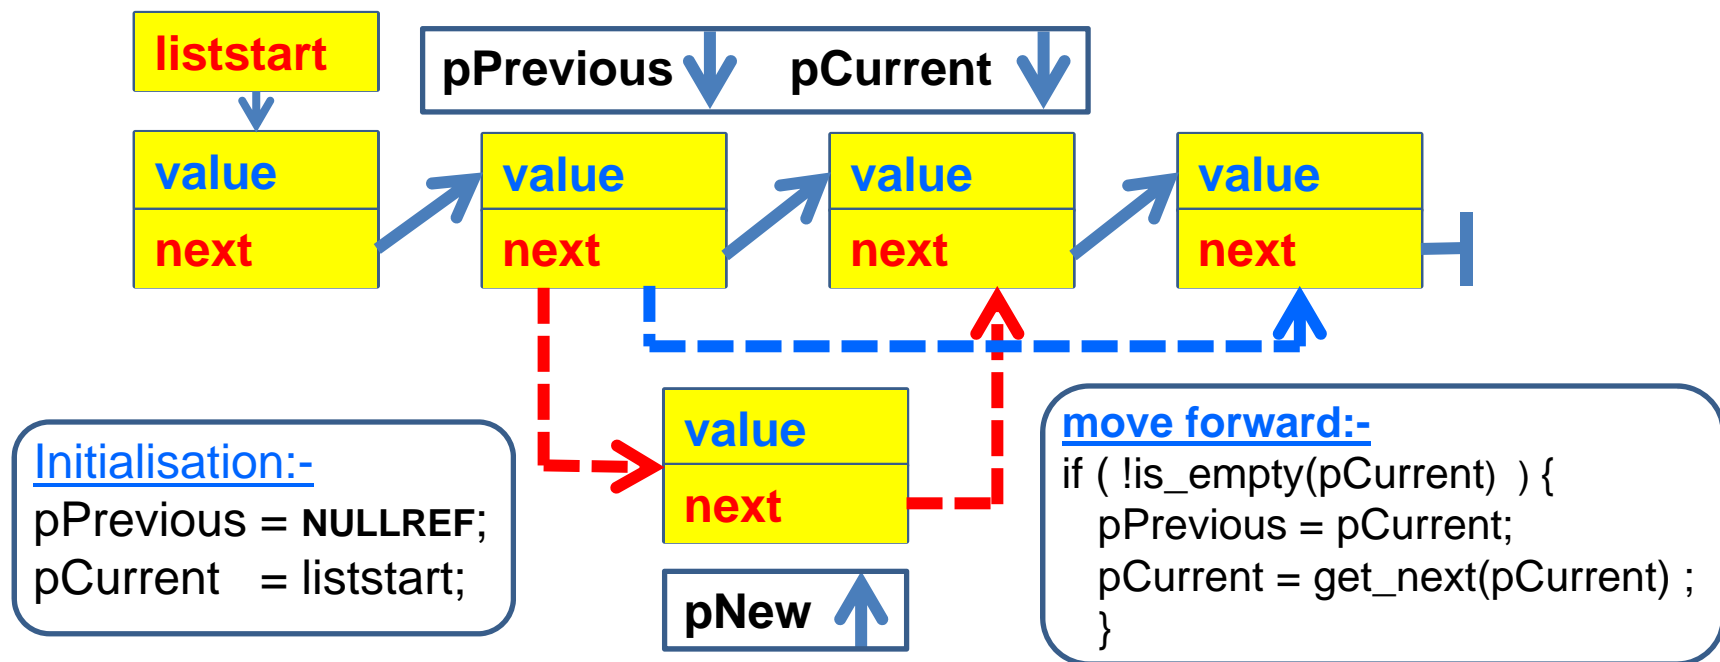 liststart
pPrevious pCurrent
value value value value
next next next next
value
next
pNew
Initialisation:-
pPrevious = NULLREF;
pCurrent = liststart;
move forward:-
if ( !is_empty(pCurrent) ) {
pPrevious = pCurrent;
pCurrent = get_next(pCurrent) ;
}